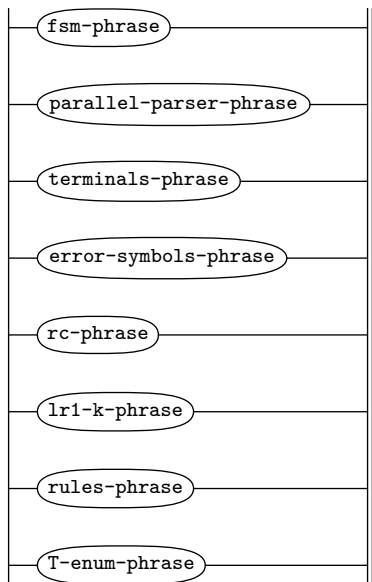 fsm-phrase
parallel-parser-phrase
terminals-phrase
error-symbols-phrase
rc-phrase
lr1-k-phrase
rules-phrase
T-enum-phrase